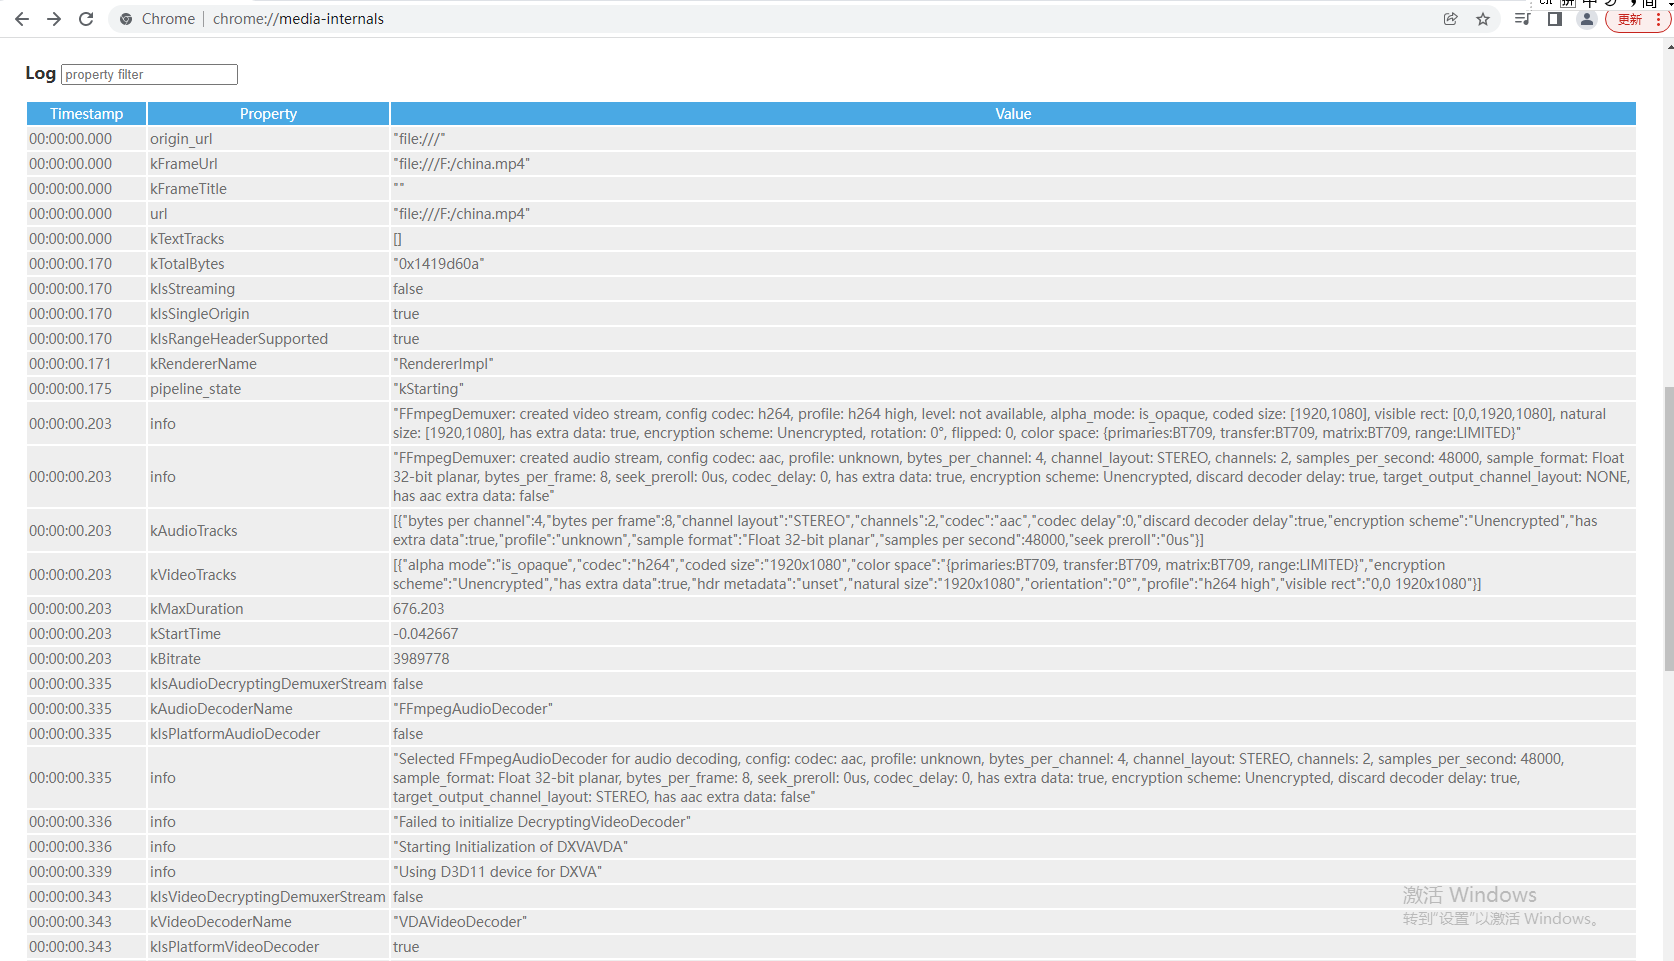 Chrome | chrome://media-internals
更新
Log property filter
Timestamp Property Value
00:00:00.000 origin_url "file:///"
00:00:00.000 kFrameUrl "file:///F:/china.mp4"
00:00:00.000 kFrameTitle ""
00:00:00.000 url "file:///F:/china.mp4"
00:00:00.000 kTextTracks []
00:00:00.170 kTotalBytes "0x1419d60a"
00:00:00.170 kIsStreaming false
00:00:00.170 kIsSingleOrigin true
00:00:00.170 kIsRangeHeaderSupported true
00:00:00.171 kRendererName "RendererImpl"
00:00:00.175 pipeline_state "kStarting"
00:00:00.203 info "FFmpegDemuxer: created video stream, config codec: h264, profile: h264 high, level: not available, alpha_mode: is_opaque, coded size: [1920,1080], visible rect: [0,0,1920,1080], natural
size: [1920,1080], has extra data: true, encryption scheme: Unencrypted, rotation: 0°, flipped: 0, color space: {primaries:BT709, transfer:BT709, matrix:BT709, range:LIMITED}"
00:00:00.203 info "FFmpegDemuxer: created audio stream, config codec: aac, profile: unknown, bytes_per_channel: 4, channel_layout: STEREO, channels: 2, samples_per_second: 48000, sample_format: Float
32-bit planar, bytes_per_frame: 8, seek_preroll: 0us, codec_delay: 0, has extra data: true, encryption scheme: Unencrypted, discard decoder delay: true, target_output_channel_layout: NONE,
has aac extra data: false"
00:00:00.203 kAudioTracks [{"bytes per channel":4,"bytes per frame":8,"channel layout":"STEREO","channels":2,"codec":"aac","codec delay":0,"discard decoder delay":true,"encryption scheme":"Unencrypted","has
extra data":true,"profile":"unknown","sample format":"Float 32-bit planar","samples per second":48000,"seek preroll":"0us"}]
00:00:00.203 kVideoTracks [{"alpha mode":"is_opaque","codec":"h264","coded size":"1920x1080","color space":"{primaries:BT709, transfer:BT709, matrix:BT709, range:LIMITED}","encryption
scheme":"Unencrypted","has extra data":true,"hdr metadata":"unset","natural size":"1920x1080","orientation":"0°","profile":"h264 high","visible rect":"0,0 1920x1080"}]
00:00:00.203 kMaxDuration 676.203
00:00:00.203 kStartTime -0.042667
00:00:00.203 kBitrate 3989778
00:00:00.335 kIsAudioDecryptingDemuxerStream false
00:00:00.335 kAudioDecoderName "FFmpegAudioDecoder"
00:00:00.335 kIsPlatformAudioDecoder false
00:00:00.335 info "Selected FFmpegAudioDecoder for audio decoding, config: codec: aac, profile: unknown, bytes_per_channel: 4, channel_layout: STEREO, channels: 2, samples_per_second: 48000,
sample_format: Float 32-bit planar, bytes_per_frame: 8, seek_preroll: 0us, codec_delay: 0, has extra data: true, encryption scheme: Unencrypted, discard decoder delay: true,
target_output_channel_layout: STEREO, has aac extra data: false"
00:00:00.336 info "Failed to initialize DecryptingVideoDecoder"
00:00:00.336 info "Starting Initialization of DXVAVDA"
00:00:00.339 info "Using D3D11 device for DXVA"
00:00:00.343 kIsVideoDecryptingDemuxerStream false
00:00:00.343 kVideoDecoderName "VDAVideoDecoder"
00:00:00.343 kIsPlatformVideoDecoder true
激活 Windows
转到"设置"以激活 Windows。